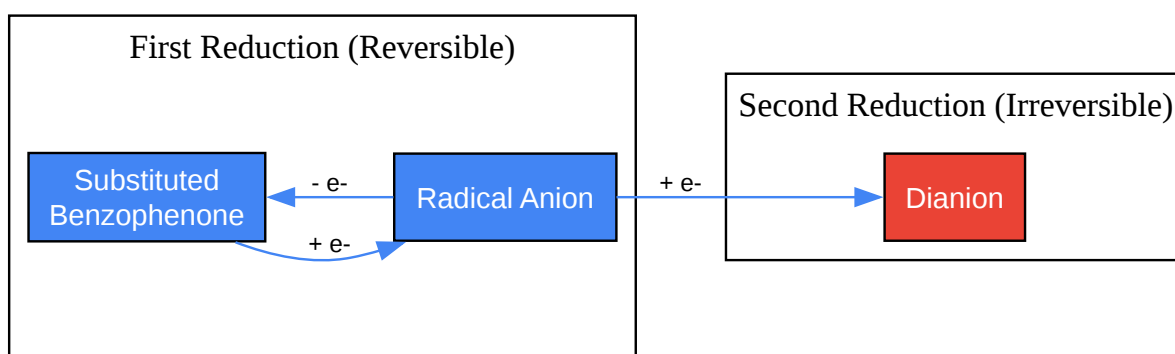 First Reduction (Reversible)
Second Reduction (Irreversible)
Substituted
Benzophenone
- e-
+ e-
Radical Anion
+ e-
Dianion